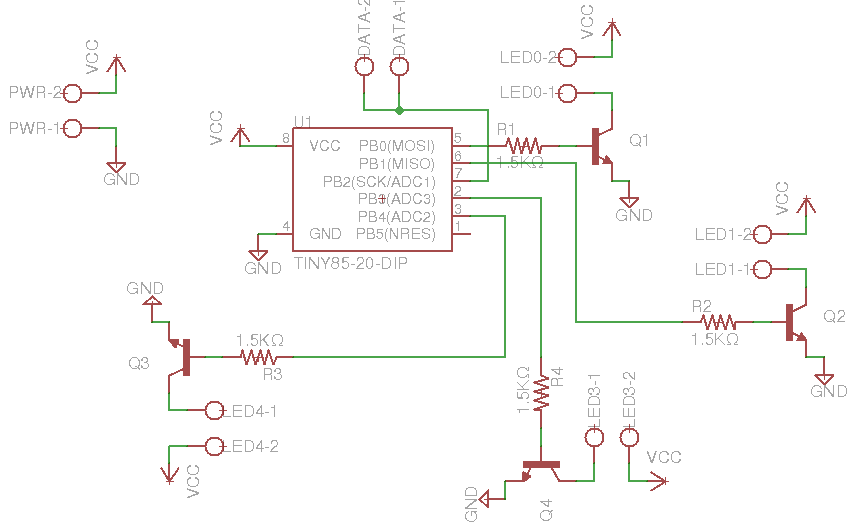 DATA-2
DATA-1
VCC
LED0-2
LED0-1
VCC
PWR-2
PWR-1
GND
VCC
U1
8
VCC
PB0(MOSI)
5
R1
1.5KΩ
Q1
PB1(MISO)
6
PB2(SCK/ADC1)
7
(ADC3)
2
PB4(ADC2)
3
4
GND
PB5(NRES)
1
GND
TINY85-20-DIP
GND
VCC
LED1-2
LED1-1
R2
1.5KΩ
Q2
GND
GND
Q3
1.5KΩ
R3
LED4-1
LED4-2
VCC
1.5KΩ
R4
LED3-1
LED3-2
VCC
GND
Q4